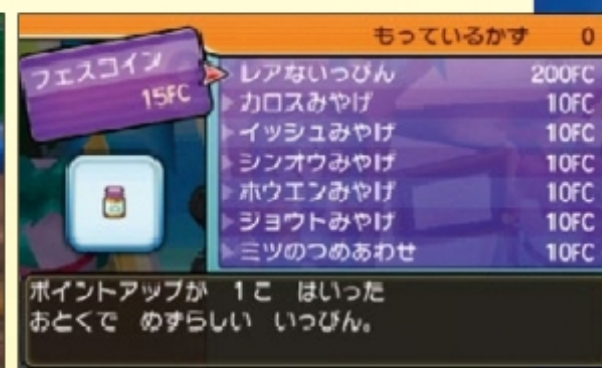 もっているかず 0
フェスコイン
15FC
レアないっぴん 200FC
カロスみやげ 10FC
イッシュみやげ 10FC
シンオウみやげ 10FC
ホウエンみやげ 10FC
ジョウトみやげ 10FC
ミツのつめあわせ 10FC
ポイントアップが 1こ はいった
おとくで めずらしい いっぴん。